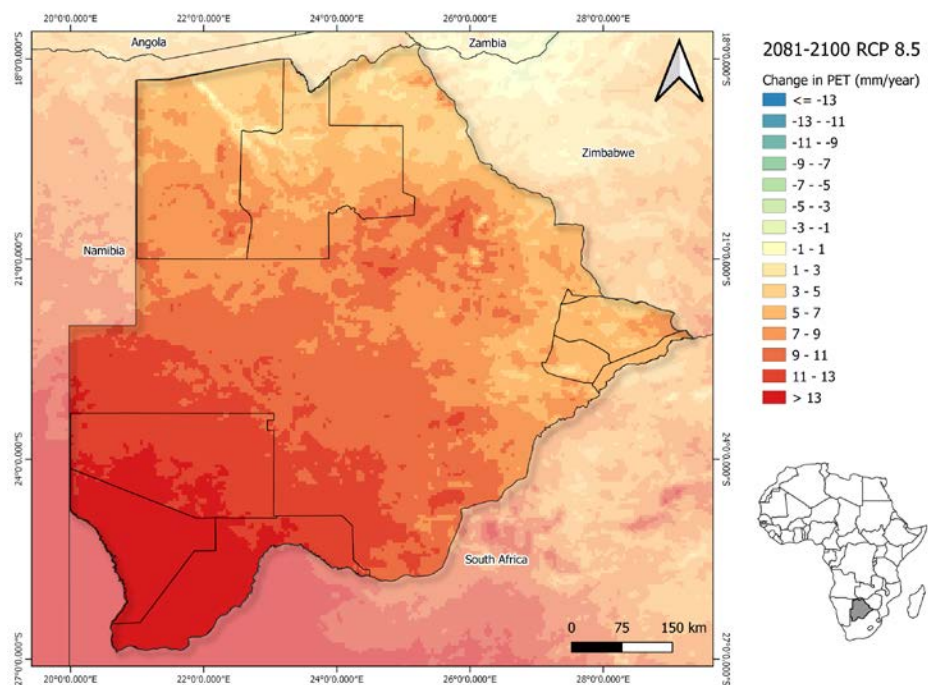 20°0'0.000"E 22°0'0.000"E 24°0'0.000"E 26°0'0.000"E 28°0'0.000"E
Angola
Zambia
18°0'0.000"S
18°0'0.000"S
Zimbabwe
Namibia
21°0'0.000"S
21°0'0.000"S
24°0'0.000"S
24°0'0.000"S
South Africa
0 75 150 km
27°0'0.000"S
27°0'0.000"S
20°0'0.000"E 22°0'0.000"E 24°0'0.000"E 26°0'0.000"E 28°0'0.000"E
2081-2100 RCP 8.5
Change in PET (mm/year)
<= -13
-13 - -11
-11 - -9
-9 - -7
-7 - -5
-5 - -3
-3 - -1
-1 - 1
1 - 3
3 - 5
5 - 7
7 - 9
9 - 11
11 - 13
> 13